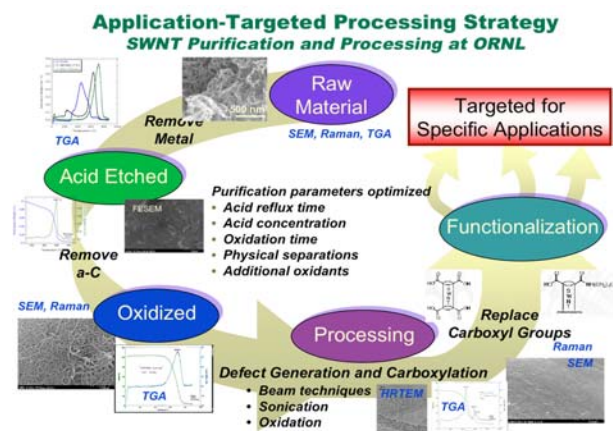 Application-Targeted Processing Strategy
SWNT Purification and Processing at ORNL
Raw
Material
500 nm
Remove
Metal
SEM, Raman, TGA
TGA
Targeted for
Specific Applications
Acid Etched
FESEM
Purification parameters optimized
• Acid reflux time
• Acid concentration
• Oxidation time
• Physical separations
• Additional oxidants
Functionalization
Remove
a-C
SEM, Raman
Oxidized
Processing
Replace
Carboxyl Groups
Raman
SEM
TGA
Defect Generation and Carboxylation
• Beam techniques
• Sonication
• Oxidation
HRTEM
TGA